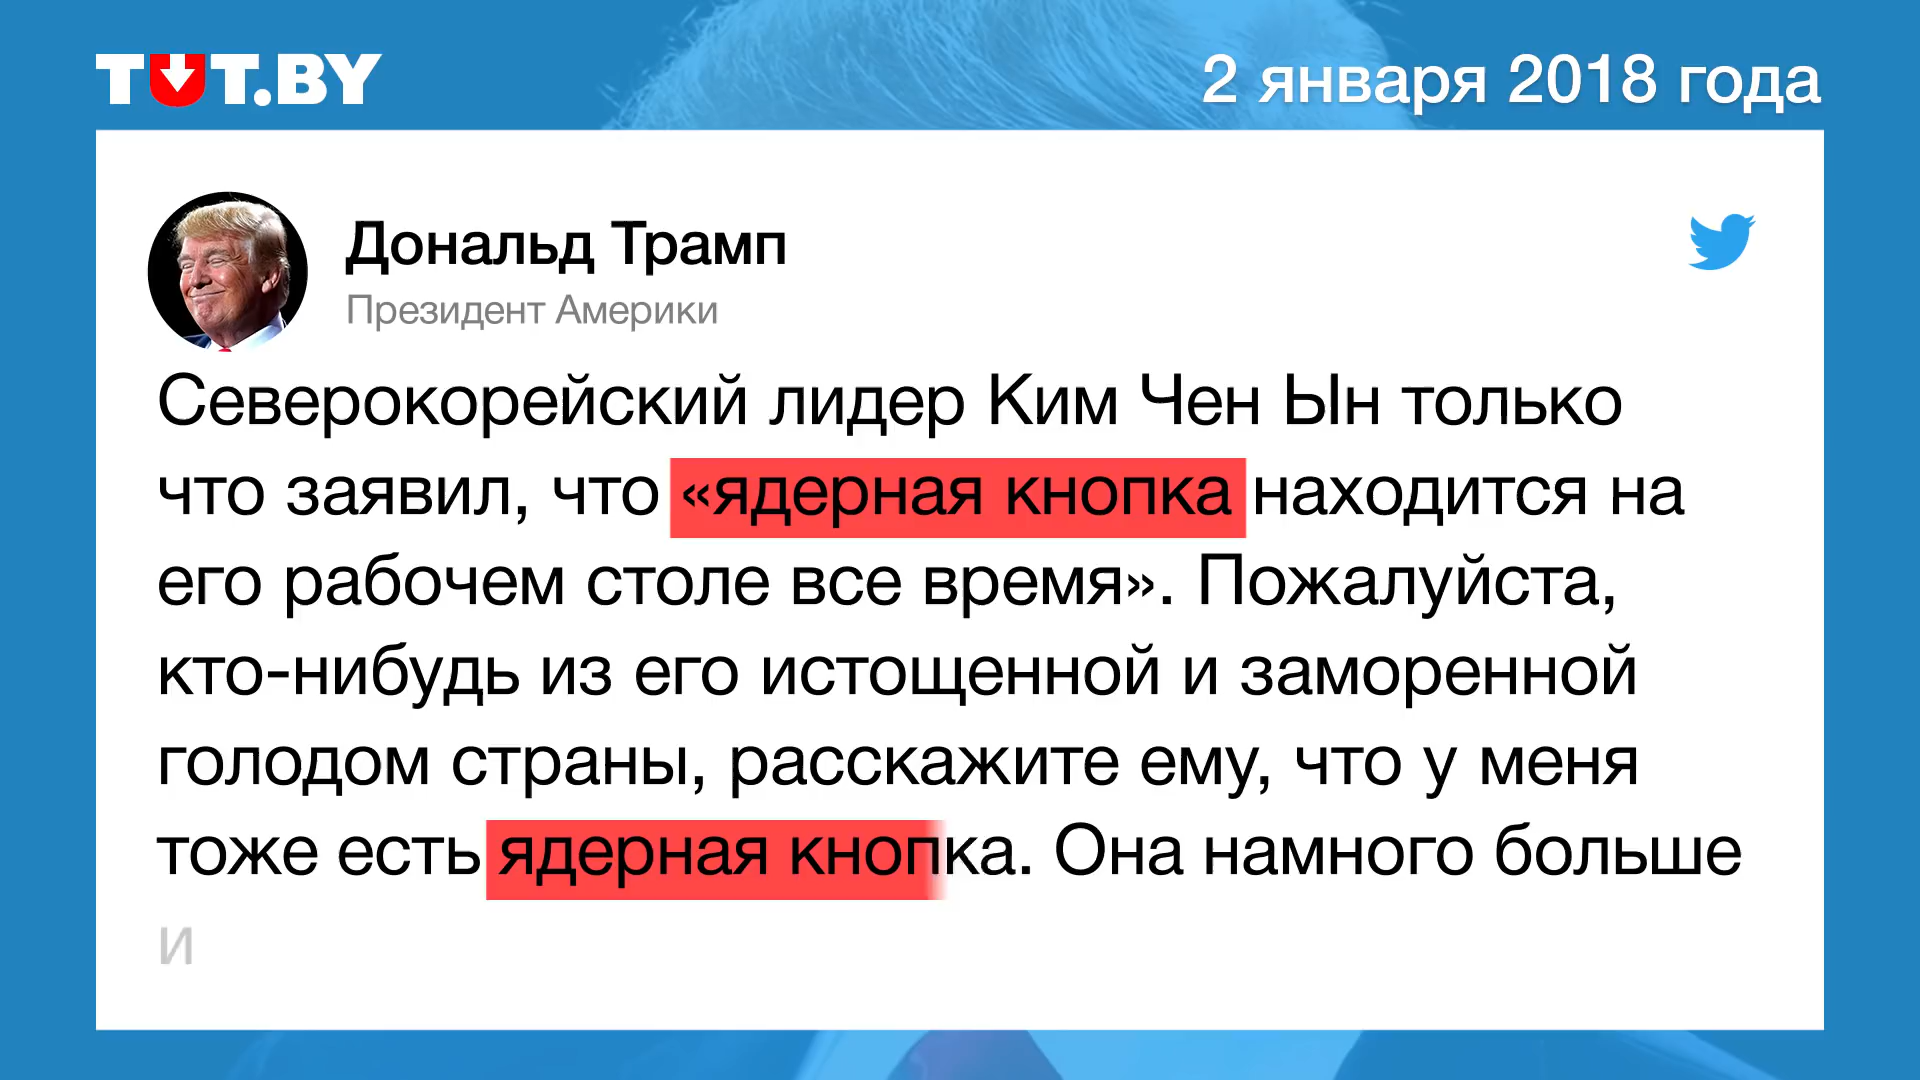 TUT.BY
2 января 2018 года
Дональд Трамп
Президент Америки
Северокорейский лидер Ким Чен Ын только
что заявил, что «ядерная кнопка находится на
его рабочем столе все время». Пожалуйста,
кто-нибудь из его истощенной и заморенной
голодом страны, расскажите ему, что у меня
тоже есть ядерная кнопка. Она намного больше
и